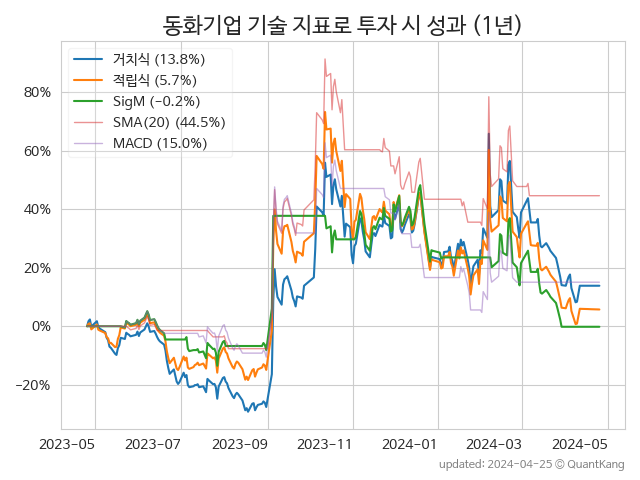 동화기업 기술 지표로 투자 시 성과 (1년)
거치식 (13.8%)
적립식 (5.7%)
SigM (−0.2%)
SMA(20) (44.5%)
MACD (15.0%)
80%
60%
40%
20%
0%
−20%
2023-05 2023-07 2023-09 2023-11 2024-01 2024-03 2024-05
updated: 2024-04-25 © QuantKang